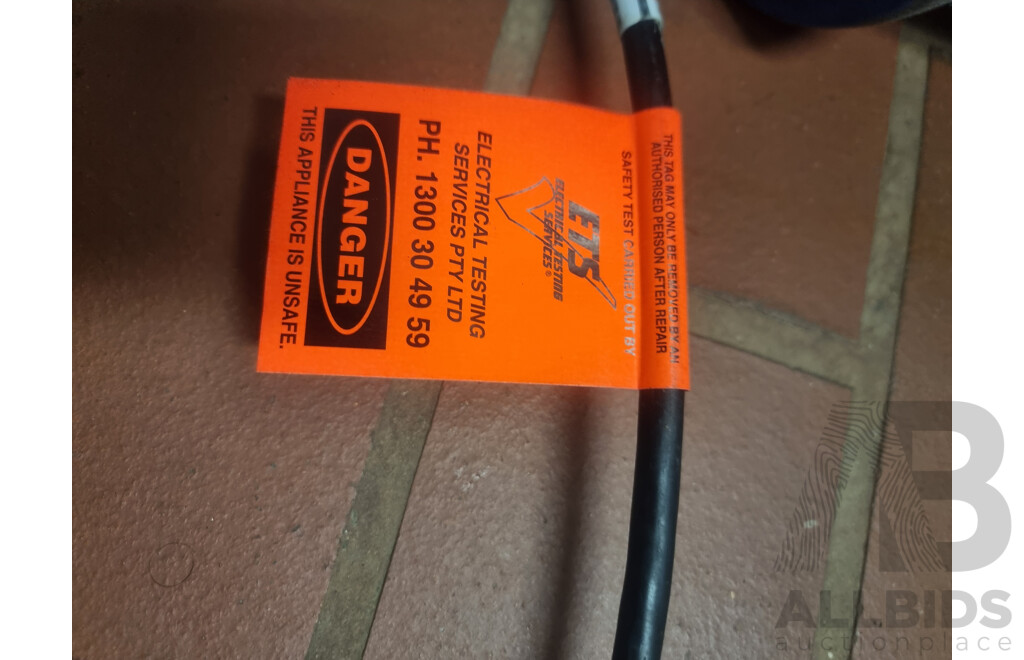 THIS TAG MAY ONLY BE REMOVED BY AN
AUTHORISED PERSON AFTER REPAIR
SAFETY TEST CARRIED OUT BY
ETS
ELECTRICAL TESTING
SERVICES®
ELECTRICAL TESTING
SERVICES PTY LTD
PH. 1300 30 49 59
DANGER
THIS APPLIANCE IS UNSAFE.
AB
ALLBIDS
auctionplace